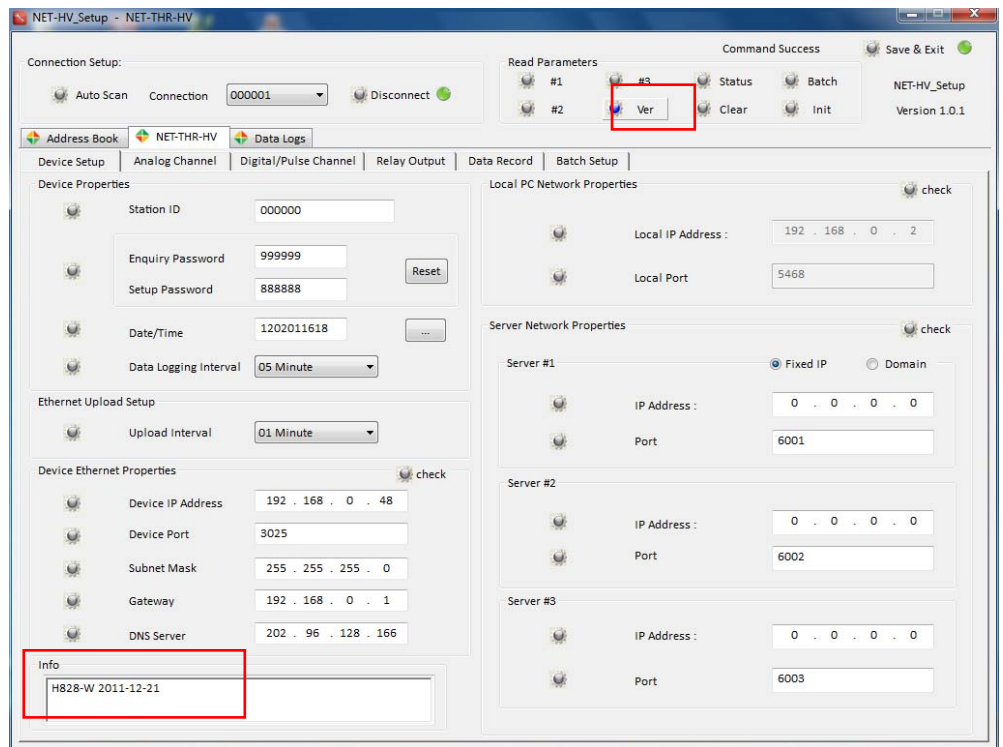 NET-HV_Setup - NET-THR-HV
Command Success Save & Exit
Connection Setup:
Auto Scan Connection 000001 Disconnect
Read Parameters
#1 #3 Status Batch
#2 Ver Clear Init
NET-HV_Setup
Version 1.0.1
Address Book NET-THR-HV Data Logs
Device Setup Analog Channel Digital/Pulse Channel Relay Output Data Record Batch Setup
Device Properties
Station ID 000000
Enquiry Password 999999
Reset
Setup Password 888888
Date/Time 1202011618 ...
Data Logging Interval 05 Minute
Ethernet Upload Setup
Upload Interval 01 Minute
Device Ethernet Properties check
Device IP Address 192 . 168 . 0 . 48
Device Port 3025
Subnet Mask 255 . 255 . 255 . 0
Gateway 192 . 168 . 0 . 1
DNS Server 202 . 96 . 128 . 166
Info
H828-W 2011-12-21
Local PC Network Properties check
Local IP Address : 192 . 168 . 0 . 2
Local Port 5468
Server Network Properties check
Server #1 Fixed IP Domain
IP Address : 0 . 0 . 0 . 0
Port 6001
Server #2
IP Address : 0 . 0 . 0 . 0
Port 6002
Server #3
IP Address : 0 . 0 . 0 . 0
Port 6003